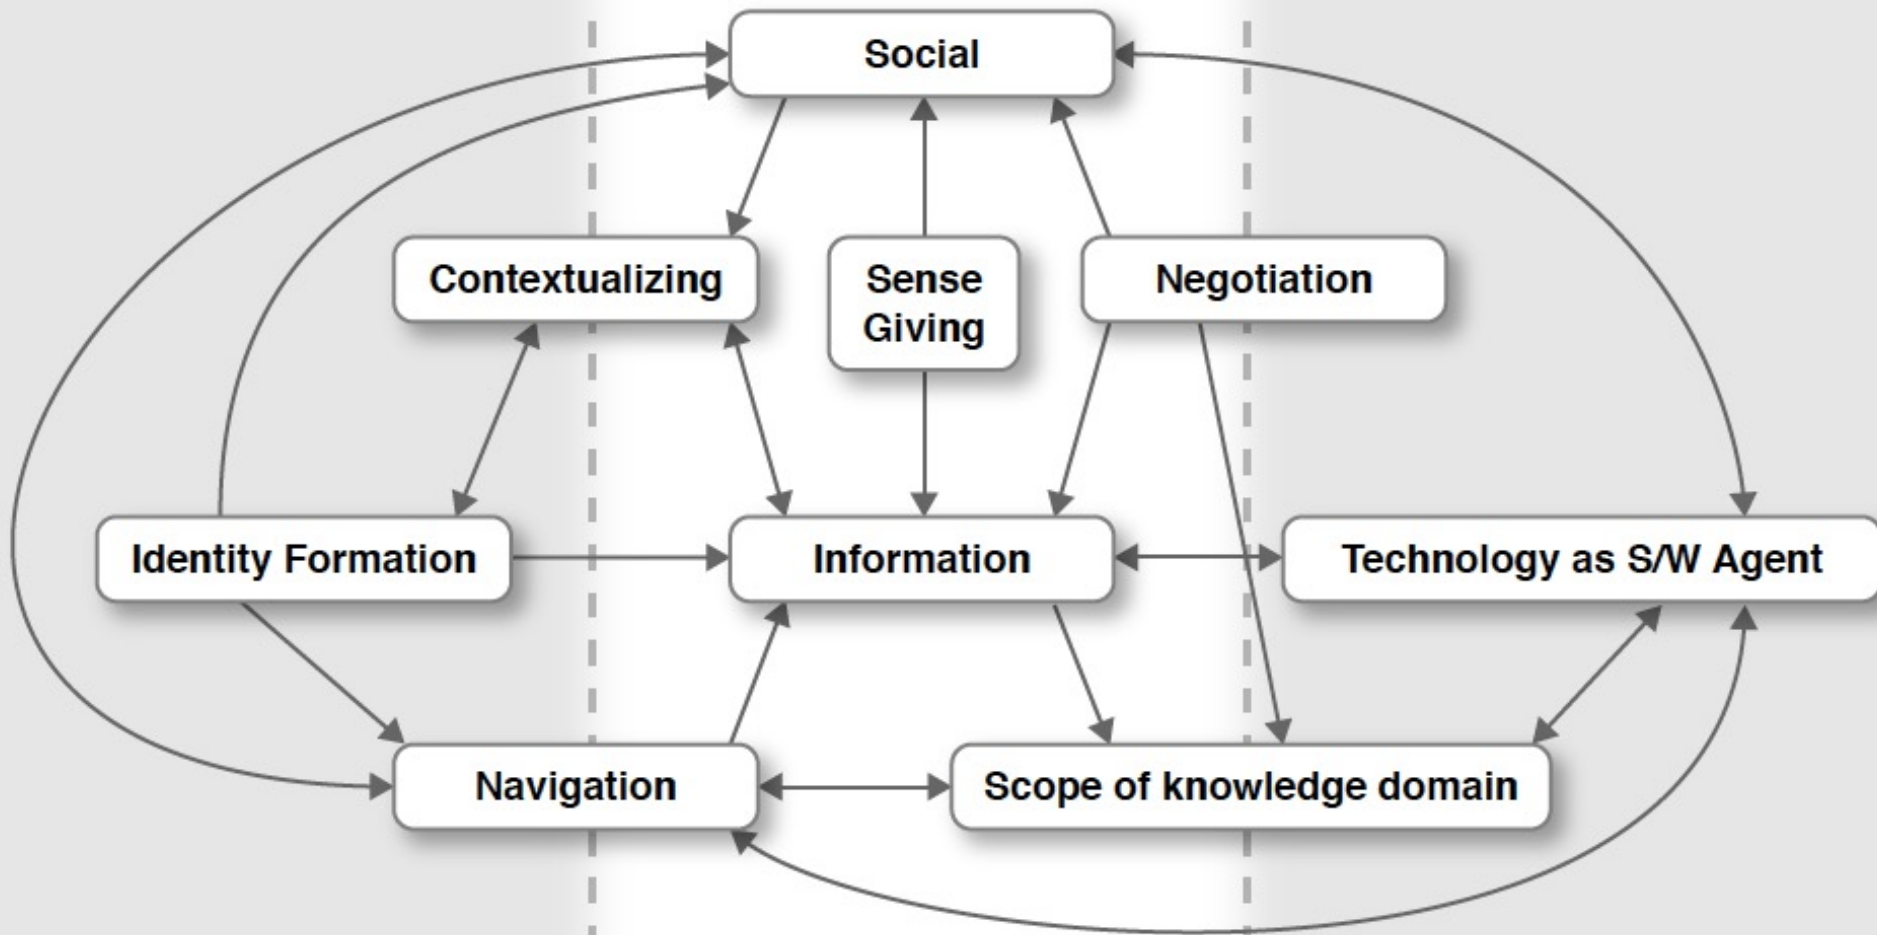 Social
Contextualizing
Sense
Giving
Negotiation
Identity Formation
Information
Technology as S/W Agent
Navigation
Scope of knowledge domain